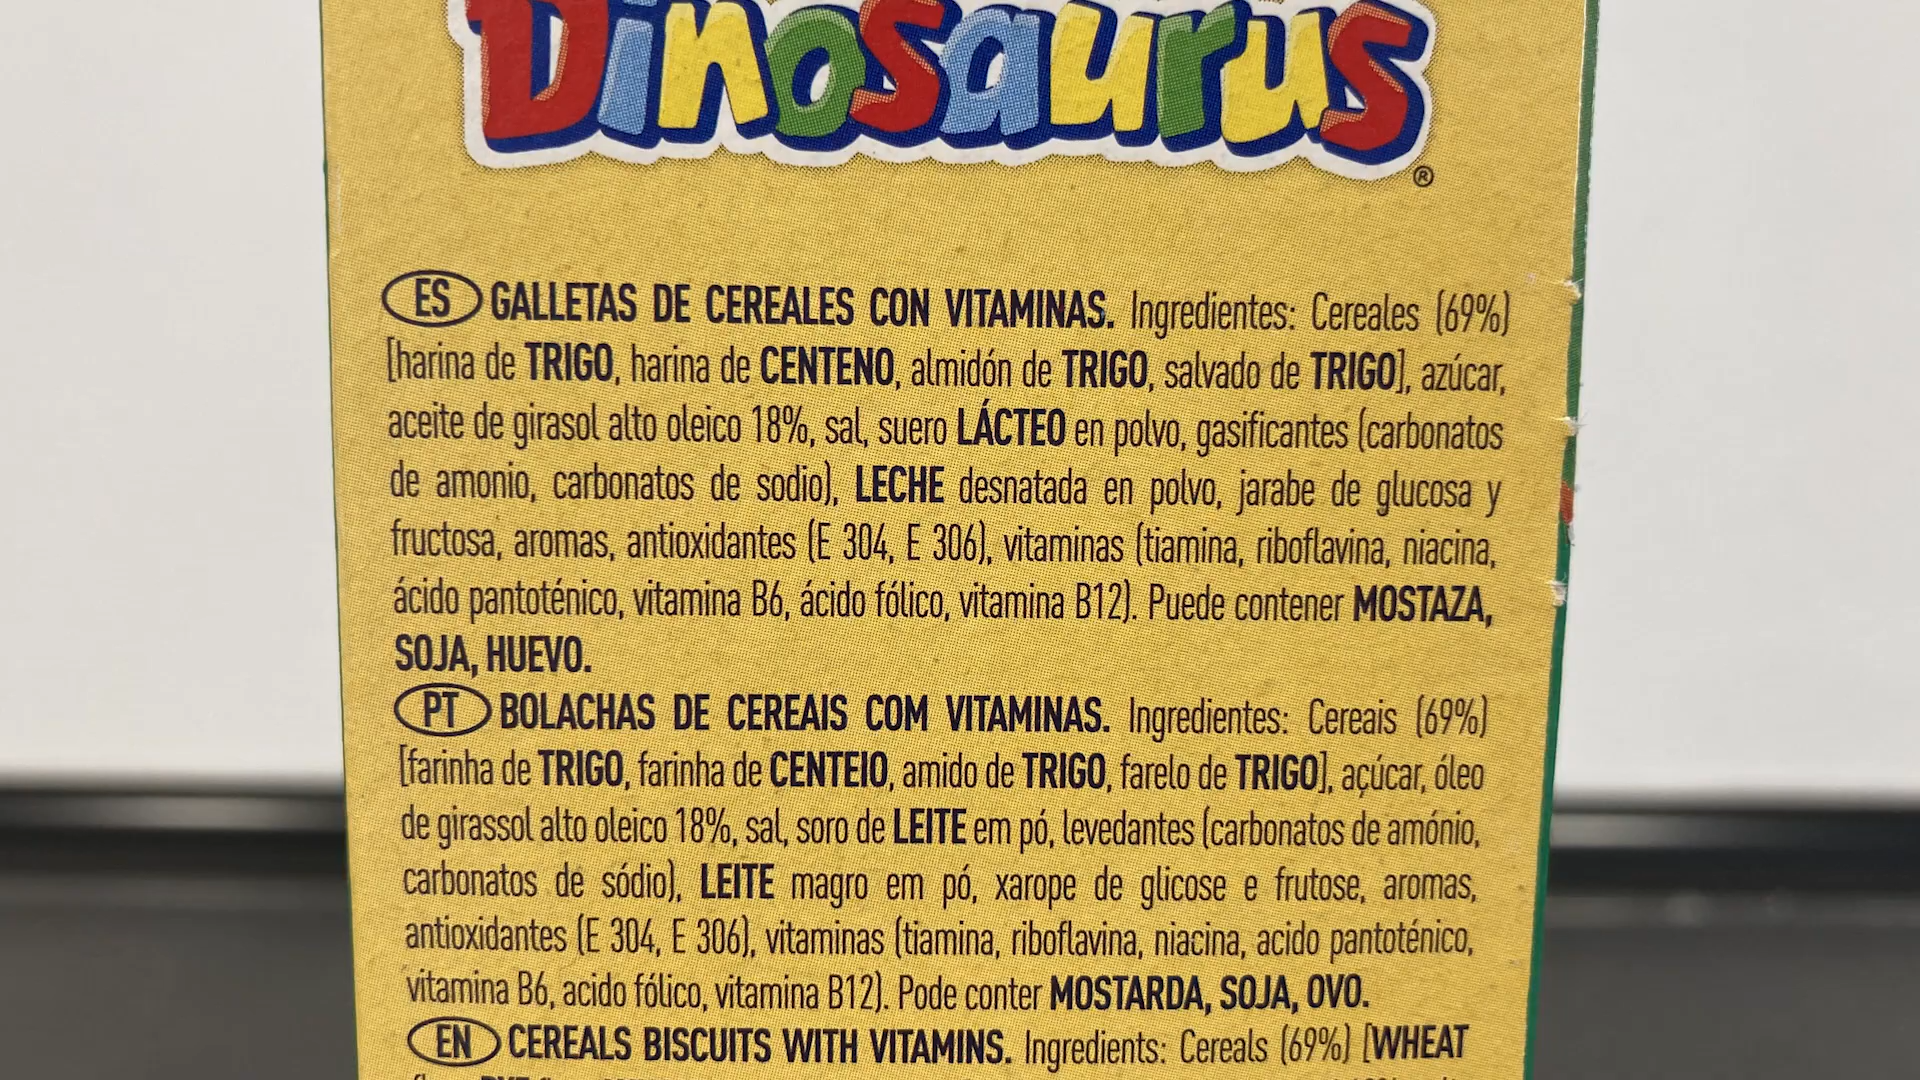 Dinosaurus
®
ES GALLETAS DE CEREALES CON VITAMINAS. Ingredientes: Cereales (69%)
[harina de TRIGO, harina de CENTENO, almidón de TRIGO, salvado de TRIGO], azúcar,
aceite de girasol alto oleico 18%, sal, suero LÁCTEO en polvo, gasificantes (carbonatos
de amonio, carbonatos de sodio), LECHE desnatada en polvo, jarabe de glucosa y
fructosa, aromas, antioxidantes (E 304, E 306), vitaminas (tiamina, riboflavina, niacina,
ácido pantoténico, vitamina B6, ácido fólico, vitamina B12). Puede contener MOSTAZA,
SOJA, HUEVO.
PT BOLACHAS DE CEREAIS COM VITAMINAS. Ingredientes: Cereais (69%)
[farinha de TRIGO, farinha de CENTEIO, amido de TRIGO, farelo de TRIGO], açúcar, óleo
de girassol alto oleico 18%, sal, soro de LEITE em pó, levedantes (carbonatos de amónio,
carbonatos de sódio), LEITE magro em pó, xarope de glicose e frutose, aromas,
antioxidantes (E 304, E 306), vitaminas (tiamina, riboflavina, niacina, acido pantoténico,
vitamina B6, acido fólico, vitamina B12). Pode conter MOSTARDA, SOJA, OVO.
EN CEREALS BISCUITS WITH VITAMINS. Ingredients: Cereals (69%) [WHEAT